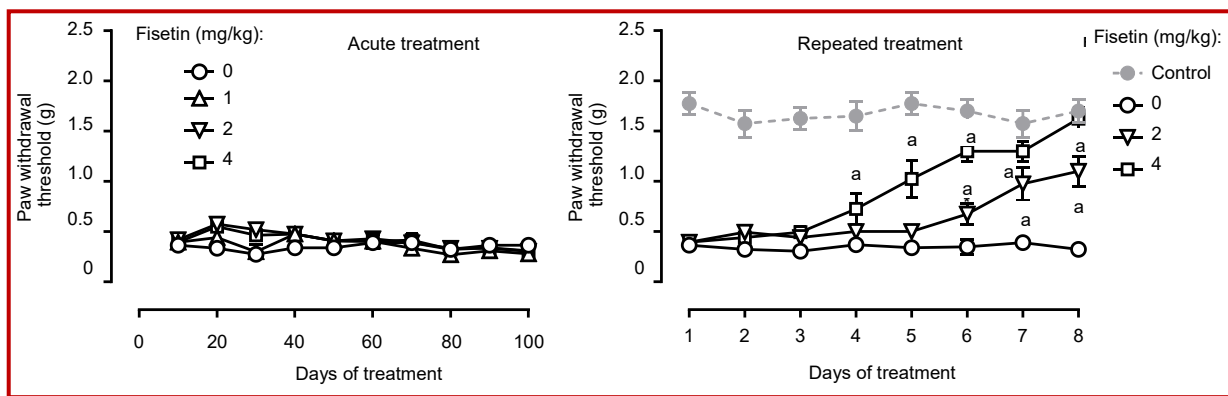 2.5
2.0
1.5
1.0
0.5
0
Paw withdrawal
threshold (g)
Fisetin (mg/kg):
0
1
2
4
Acute treatment
0 20 40 60 80 100
Days of treatment
2.5
2.0
1.5
1.0
0.5
0
Paw withdrawal
threshold (g)
Repeated treatment
a
a
a
a
a
a
a
a
1 2 3 4 5 6 7 8
Days of treatment
Fisetin (mg/kg):
Control
0
2
4